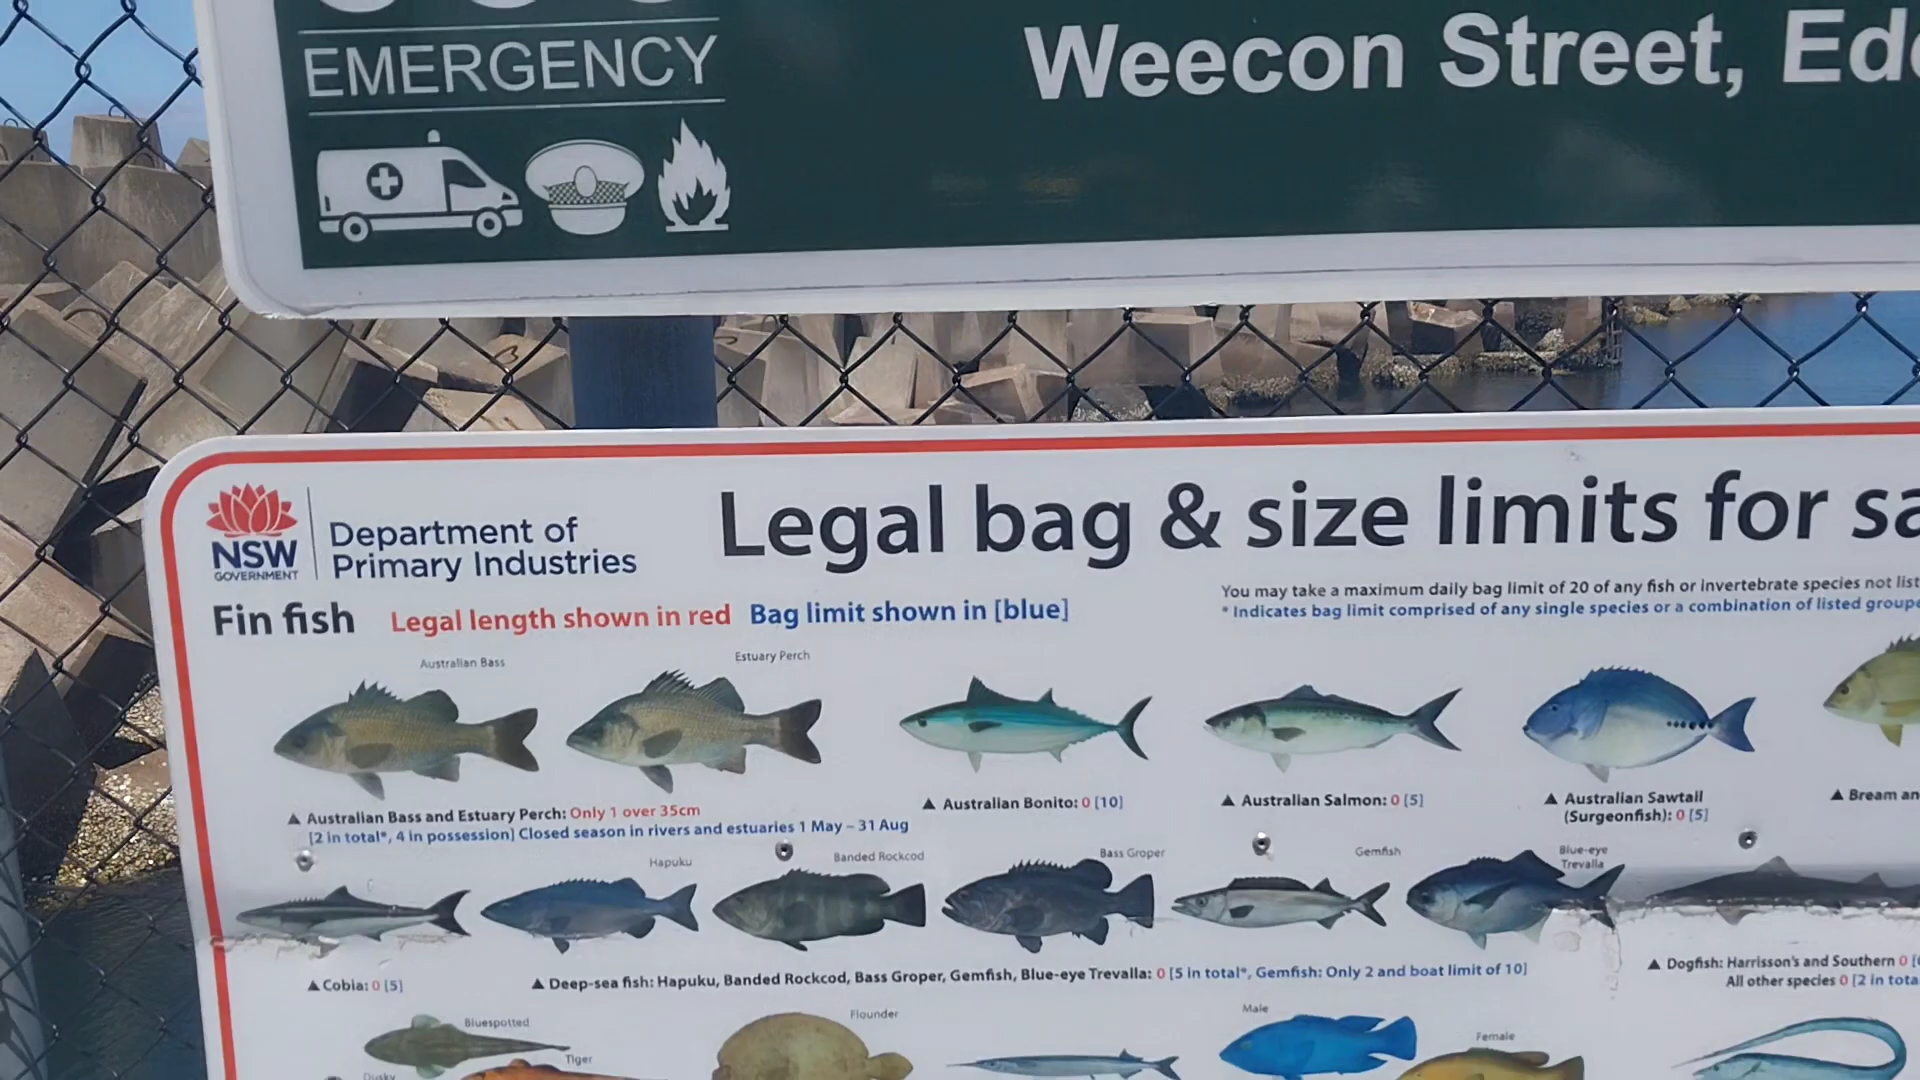 EMERGENCY
Weecon Street,
NSW
GOVERNMENT
Department of
Primary Industries
Legal bag & size limits for
Fin fish
Legal length shown in red
Bag limit shown in [blue]
You may take a maximum daily bag limit of 20 of any fish or invertebrate species not
* Indicates bag limit comprised of any single species or a combination of listed
Australian Bass
Estuary Perch
▲ Australian Bass and Estuary Perch: Only 1 over 35cm
[2 in total*, 4 in possession] Closed season in rivers and estuaries 1 May – 31 Aug
▲ Australian Bonito: 0 [10]
▲ Australian Salmon: 0 [5]
▲ Australian Sawtail
(Surgeonfish): 0 [5]
▲ Bream
Hapuku
Banded Rockcod
Bass Groper
Gemfish
Blue-eye
Trevalla
▲ Cobia: 0 [5]
▲ Deep-sea fish: Hapuku, Banded Rockcod, Bass Groper, Gemfish, Blue-eye Trevalla: 0 [5 in total*, Gemfish: Only 2 and boat limit of 10]
▲ Dogfish: Harrisson's and Southern 0
All other species 0 [2 in
Bluespotted
Tiger
Dusky
Flounder
Male
Female